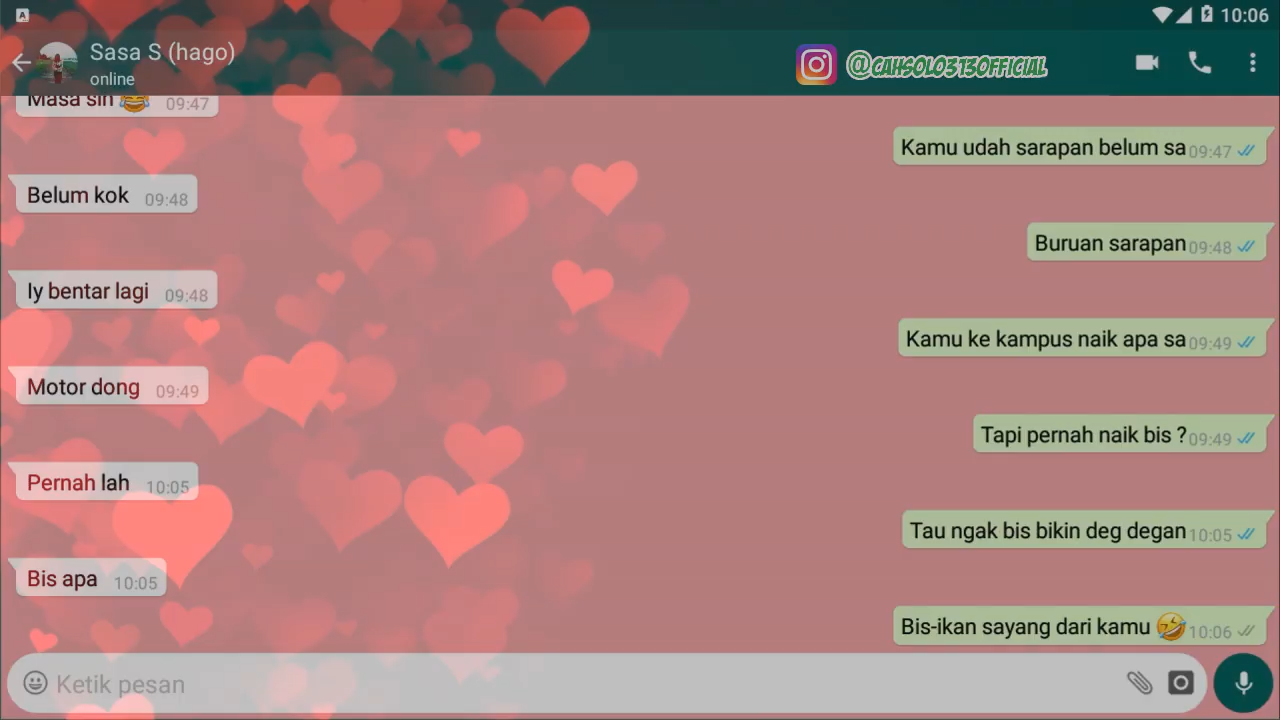 10:06
Sasa S (hago)
online
@CAHSOLO313OFFICIAL
Masa sih 😂 09:47
Kamu udah sarapan belum sa 09:47
Belum kok 09:48
Buruan sarapan 09:48
Iy bentar lagi 09:48
Kamu ke kampus naik apa sa 09:49
Motor dong 09:49
Tapi pernah naik bis ? 09:49
Pernah lah 10:05
Tau ngak bis bikin deg degan 10:05
Bis apa 10:05
Bis-ikan sayang dari kamu 🤣 10:06
Ketik pesan